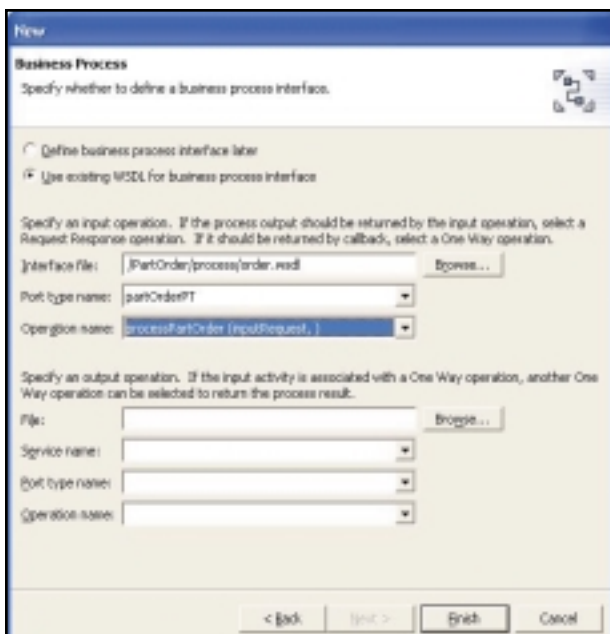 New
Business Process
Specify whether to define a business process interface.
Define business process interface later
Use existing WSDL for business process interface
Specify an input operation. If the process output should be returned by the input operation, select a
Request Response operation. If it should be returned by callback, select a One Way operation.
Interface file: /PartOrder/process/order.wsdl Browse...
Port type name: partOrderPT
Operation name: processPartOrder (inputRequest, )
Specify an output operation. If the input activity is associated with a One Way operation, another One
Way operation can be selected to return the process result.
File: Browse...
Service name:
Port type name:
Operation name:
< Back Next > Finish Cancel